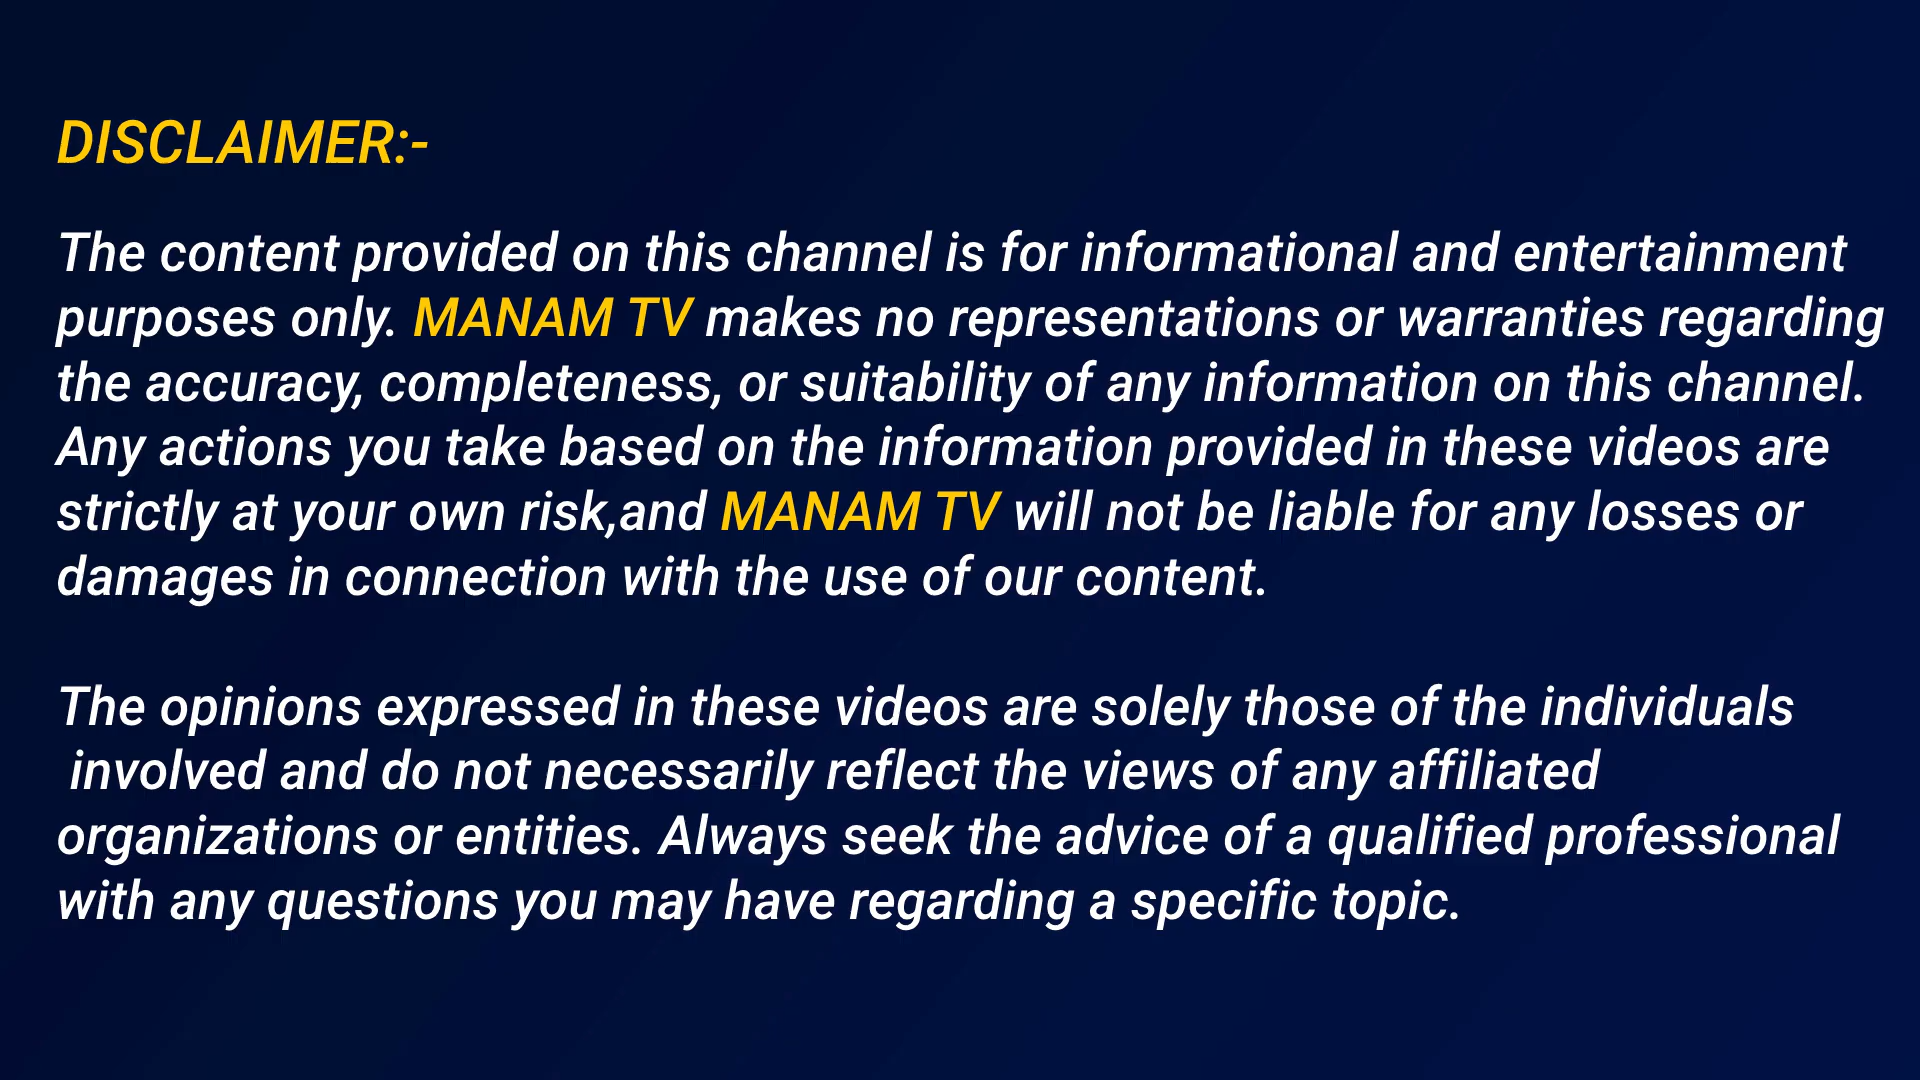 DISCLAIMER:-
The content provided on this channel is for informational and entertainment
purposes only. MANAM TV makes no representations or warranties regarding
the accuracy, completeness, or suitability of any information on this channel.
Any actions you take based on the information provided in these videos are
strictly at your own risk,and MANAM TV will not be liable for any losses or
damages in connection with the use of our content.
The opinions expressed in these videos are solely those of the individuals
involved and do not necessarily reflect the views of any affiliated
organizations or entities. Always seek the advice of a qualified professional
with any questions you may have regarding a specific topic.